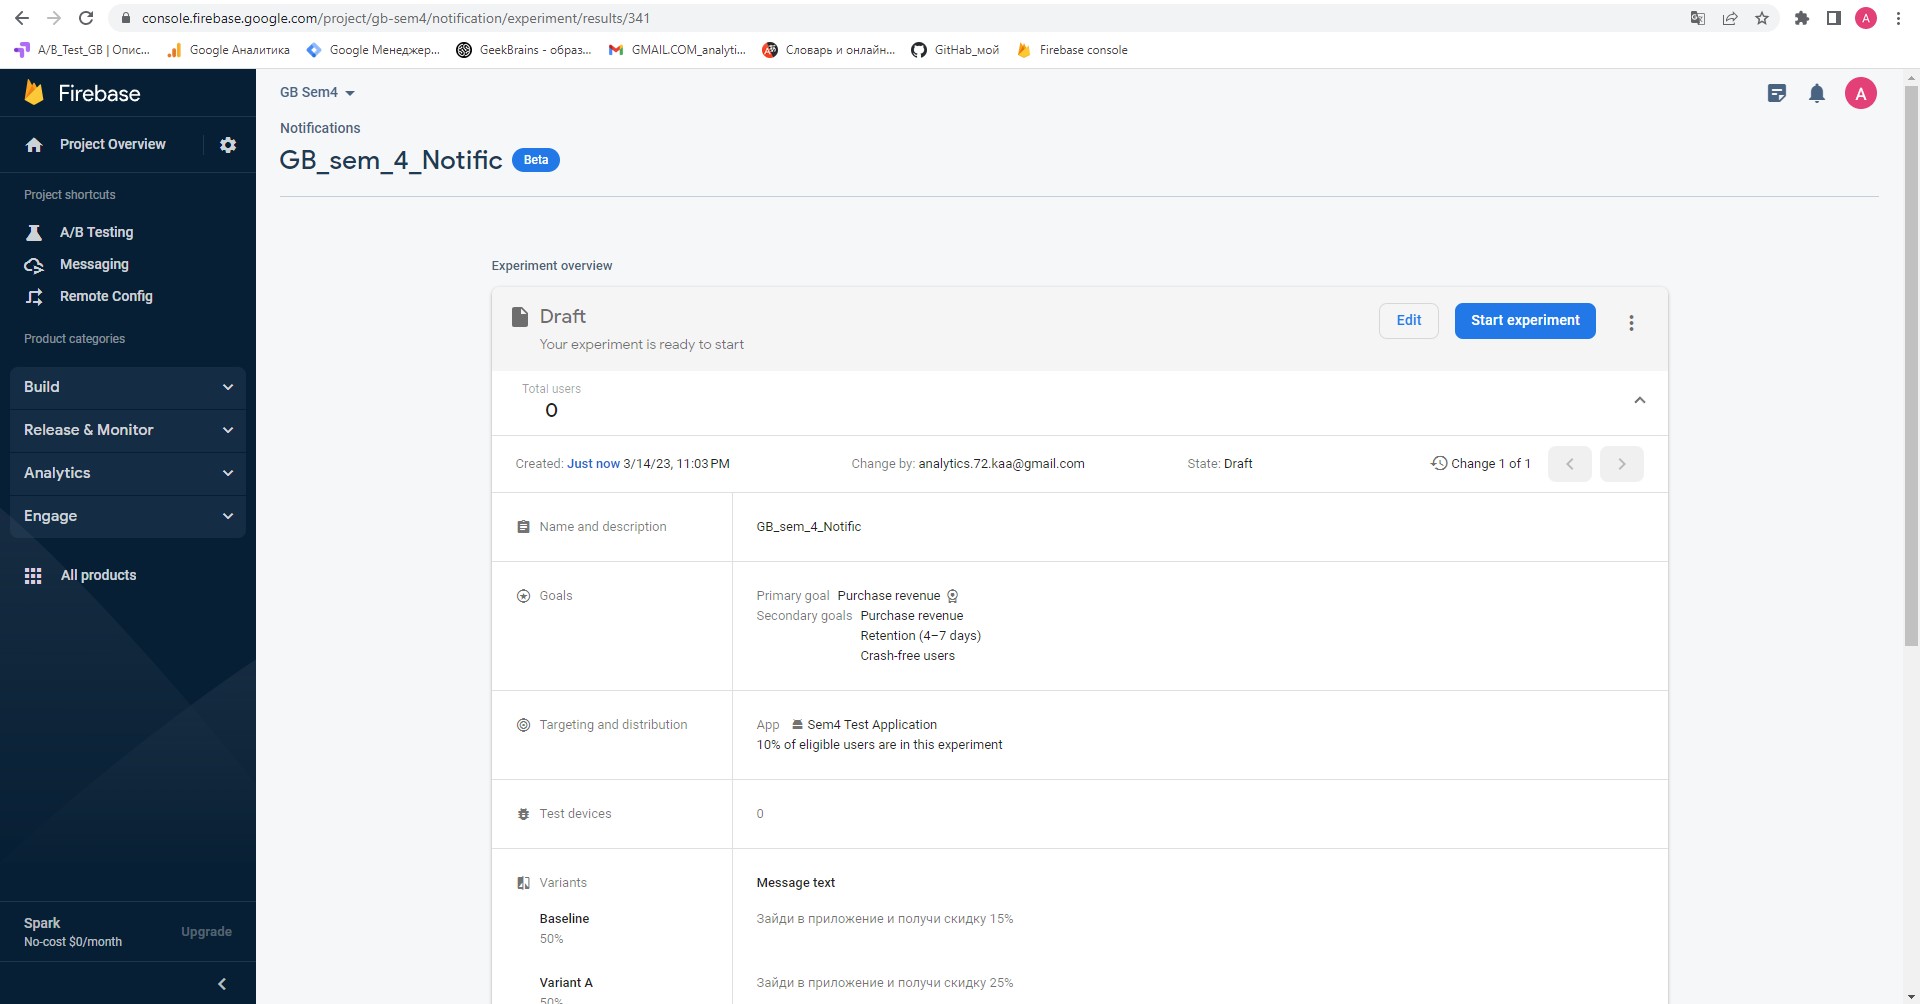 console.firebase.google.com/project/gb-sem4/notification/experiment/results/341
A
A/B_Test_GB | Опис...
Google Аналитика
Google Менеджер...
GeekBrains - образ...
GMAIL.COM_analyti...
Словарь и онлайн...
GitHab_мой
Firebase console
Firebase
GB Sem4
A
Project Overview
Notifications
GB_sem_4_Notific
Beta
Project shortcuts
A/B Testing
Messaging
Remote Config
Product categories
Build
Release & Monitor
Analytics
Engage
All products
Spark
No-cost $0/month
Upgrade
Experiment overview
Draft
Your experiment is ready to start
Edit
Start experiment
Total users
0
Created: Just now 3/14/23, 11:03 PM
Change by: analytics.72.kaa@gmail.com
State: Draft
Change 1 of 1
Name and description
GB_sem_4_Notific
Goals
Primary goal Purchase revenue
Secondary goals Purchase revenue
Retention (4–7 days)
Crash-free users
Targeting and distribution
App Sem4 Test Application
10% of eligible users are in this experiment
Test devices
0
Variants
Message text
Baseline
Зайди в приложение и получи скидку 15%
50%
Variant A
Зайди в приложение и получи скидку 25%
50%